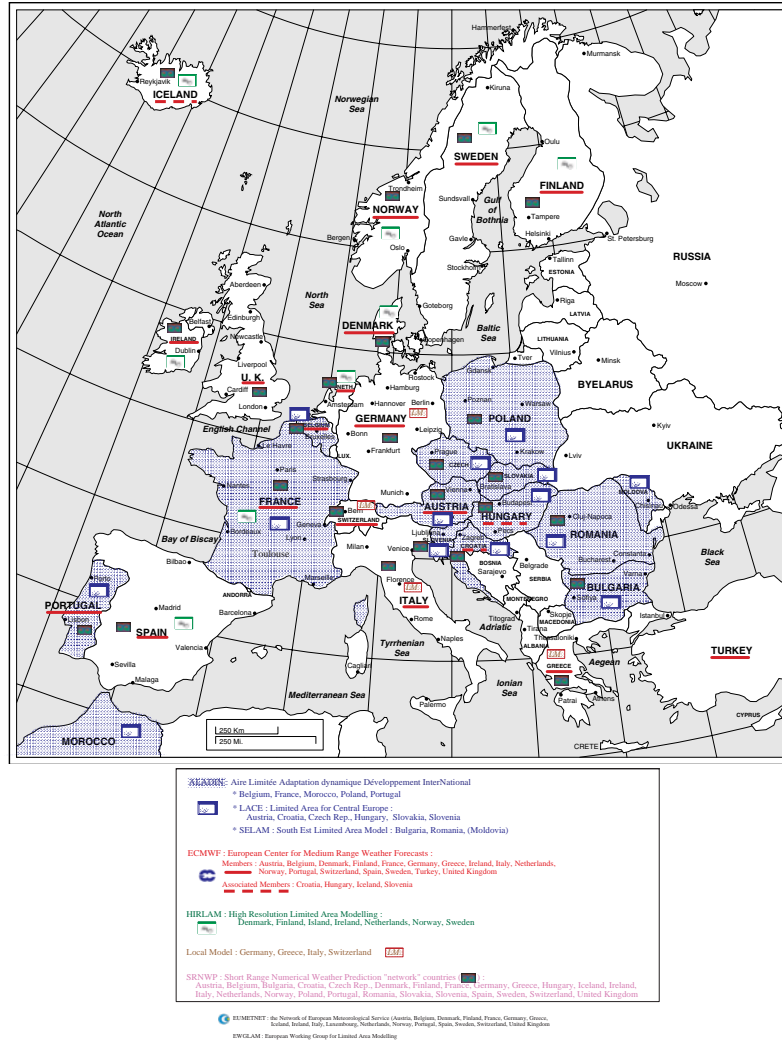 Hammerfest
Murmansk
Reykjavik
ICELAND
Kiruna
Norwegian
Sea
Oulu
SWEDEN
FINLAND
Trondheim
NORWAY
Sundsvall
Gulf
of
Bothnia
Tampere
North
Atlantic
Ocean
Bergen
Oslo
Gavle
Helsinki
St. Petersburg
RUSSIA
Tallinn
ESTONIA
Stockholm
Moscow
Aberdeen
North
Sea
Goteborg
Riga
LATVIA
Belfast
Edinburgh
DENMARK
Baltic
Sea
IRELAND
Newcastle
Copenhagen
LITHUANIA
Vilnius
Dublin
Tver
Minsk
Liverpool
Gdansk
U. K.
Rostock
NETH.
Hamburg
BYELARUS
Cardiff
Amsterdam
Hannover
Berlin
Poznan
Warsaw
London
GERMANY
L.M.
POLAND
English Channel
BELGIUM
Bruxelles
Bonn
Leipzig
Kyiv
Le Havre
LUX.
Frankfurt
Prague
Krakow
Lviv
UKRAINE
CZECH
Paris
SLOVAKIA
Nantes
Strasbourg
Munich
Vienna
Bratislava
MOLDOVA
FRANCE
L.M.
AUSTRIA
Budapest
Chisinau
Odessa
Bern
HUNGARY
Cluj-Napoca
Bordeaux
Geneva
SWITZERLAND
Ljubljana
Pecs
ROMANIA
Bay of Biscay
Lyon
Milan
Venice
SLOVENIA
Zagreb
CROATIA
Toulouse
BOSNIA
Belgrade
Constanta
Bilbao
Sarajevo
SERBIA
Bucharest
Black
Sea
Porto
Marseille
Florence
Varna
ANDORRA
L.M.
MONTENEGRO
BULGARIA
Sofiya
PORTUGAL
Madrid
Barcelona
ITALY
Skopje
Istanbul
Lisbon
Rome
Titograd
MACEDONIA
SPAIN
Adriatic
Tirana
Thessaloniki
Valencia
Tyrrhenian
Sea
Naples
ALBANIA
L.M.
Aegean
TURKEY
Sevilla
Cagliari
GREECE
Malaga
Mediterranean Sea
Ionian
Sea
Patrai
Athens
Palermo
CYPRUS
MOROCCO
250 Km
250 Mi.
CRETE
ALADIN : Aire Limitée Adaptation dynamique Développement InterNational
* Belgium, France, Morocco, Poland, Portugal
* LACE : Limited Area for Central Europe :
Austria, Croatia, Czech Rep., Hungary, Slovakia, Slovenia
* SELAM : South Est Limited Area Model : Bulgaria, Romania, (Moldovia)
ECMWF : European Center for Medium Range Weather Forecasts :
Members : Austria, Belgium, Denmark, Finland, France, Germany, Greece, Ireland, Italy, Netherlands,
Norway, Portugal, Switzerland, Spain, Sweden, Turkey, United Kingdom
Associated Members : Croatia, Hungary, Iceland, Slovenia
HIRLAM : High Resolution Limited Area Modelling :
Denmark, Finland, Island, Ireland, Netherlands, Norway, Sweden
Local Model : Germany, Greece, Italy, Switzerland L.M.
SRNWP : Short Range Numerical Weather Prediction "network" countries ( ) :
Austria, Belgium, Bulgaria, Croatia, Czech Rep., Denmark, Finland, France, Germany, Greece, Hungary, Iceland, Ireland,
Italy, Netherlands, Norway, Poland, Portugal, Romania, Slovakia, Slovenia, Spain, Sweden, Switzerland, United Kingdom
EUMETNET : the Network of European Meteorological Service (Austria, Belgium, Denmark, Finland, France, Germany, Greece,
Iceland, Ireland, Italy, Luxembourg, Netherlands, Norway, Portugal, Spain, Sweden, Switzerland, United Kingdom
EWGLAM : European Working Group for Limited Area Modelling